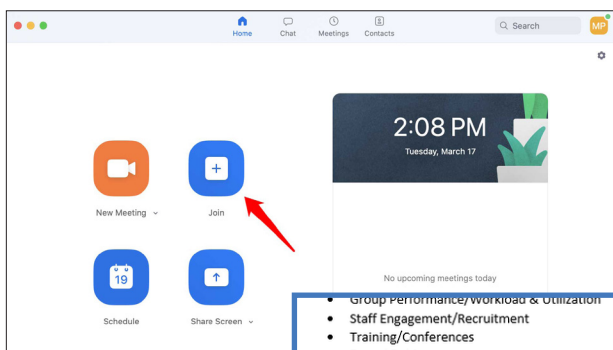 Home Chat Meetings Contacts Search MP
2:08 PM
Tuesday, March 17
New Meeting Join
19
Schedule Share Screen
No upcoming meetings today
• Group Performance/Workload & Utilization
• Staff Engagement/Recruitment
• Training/Conferences